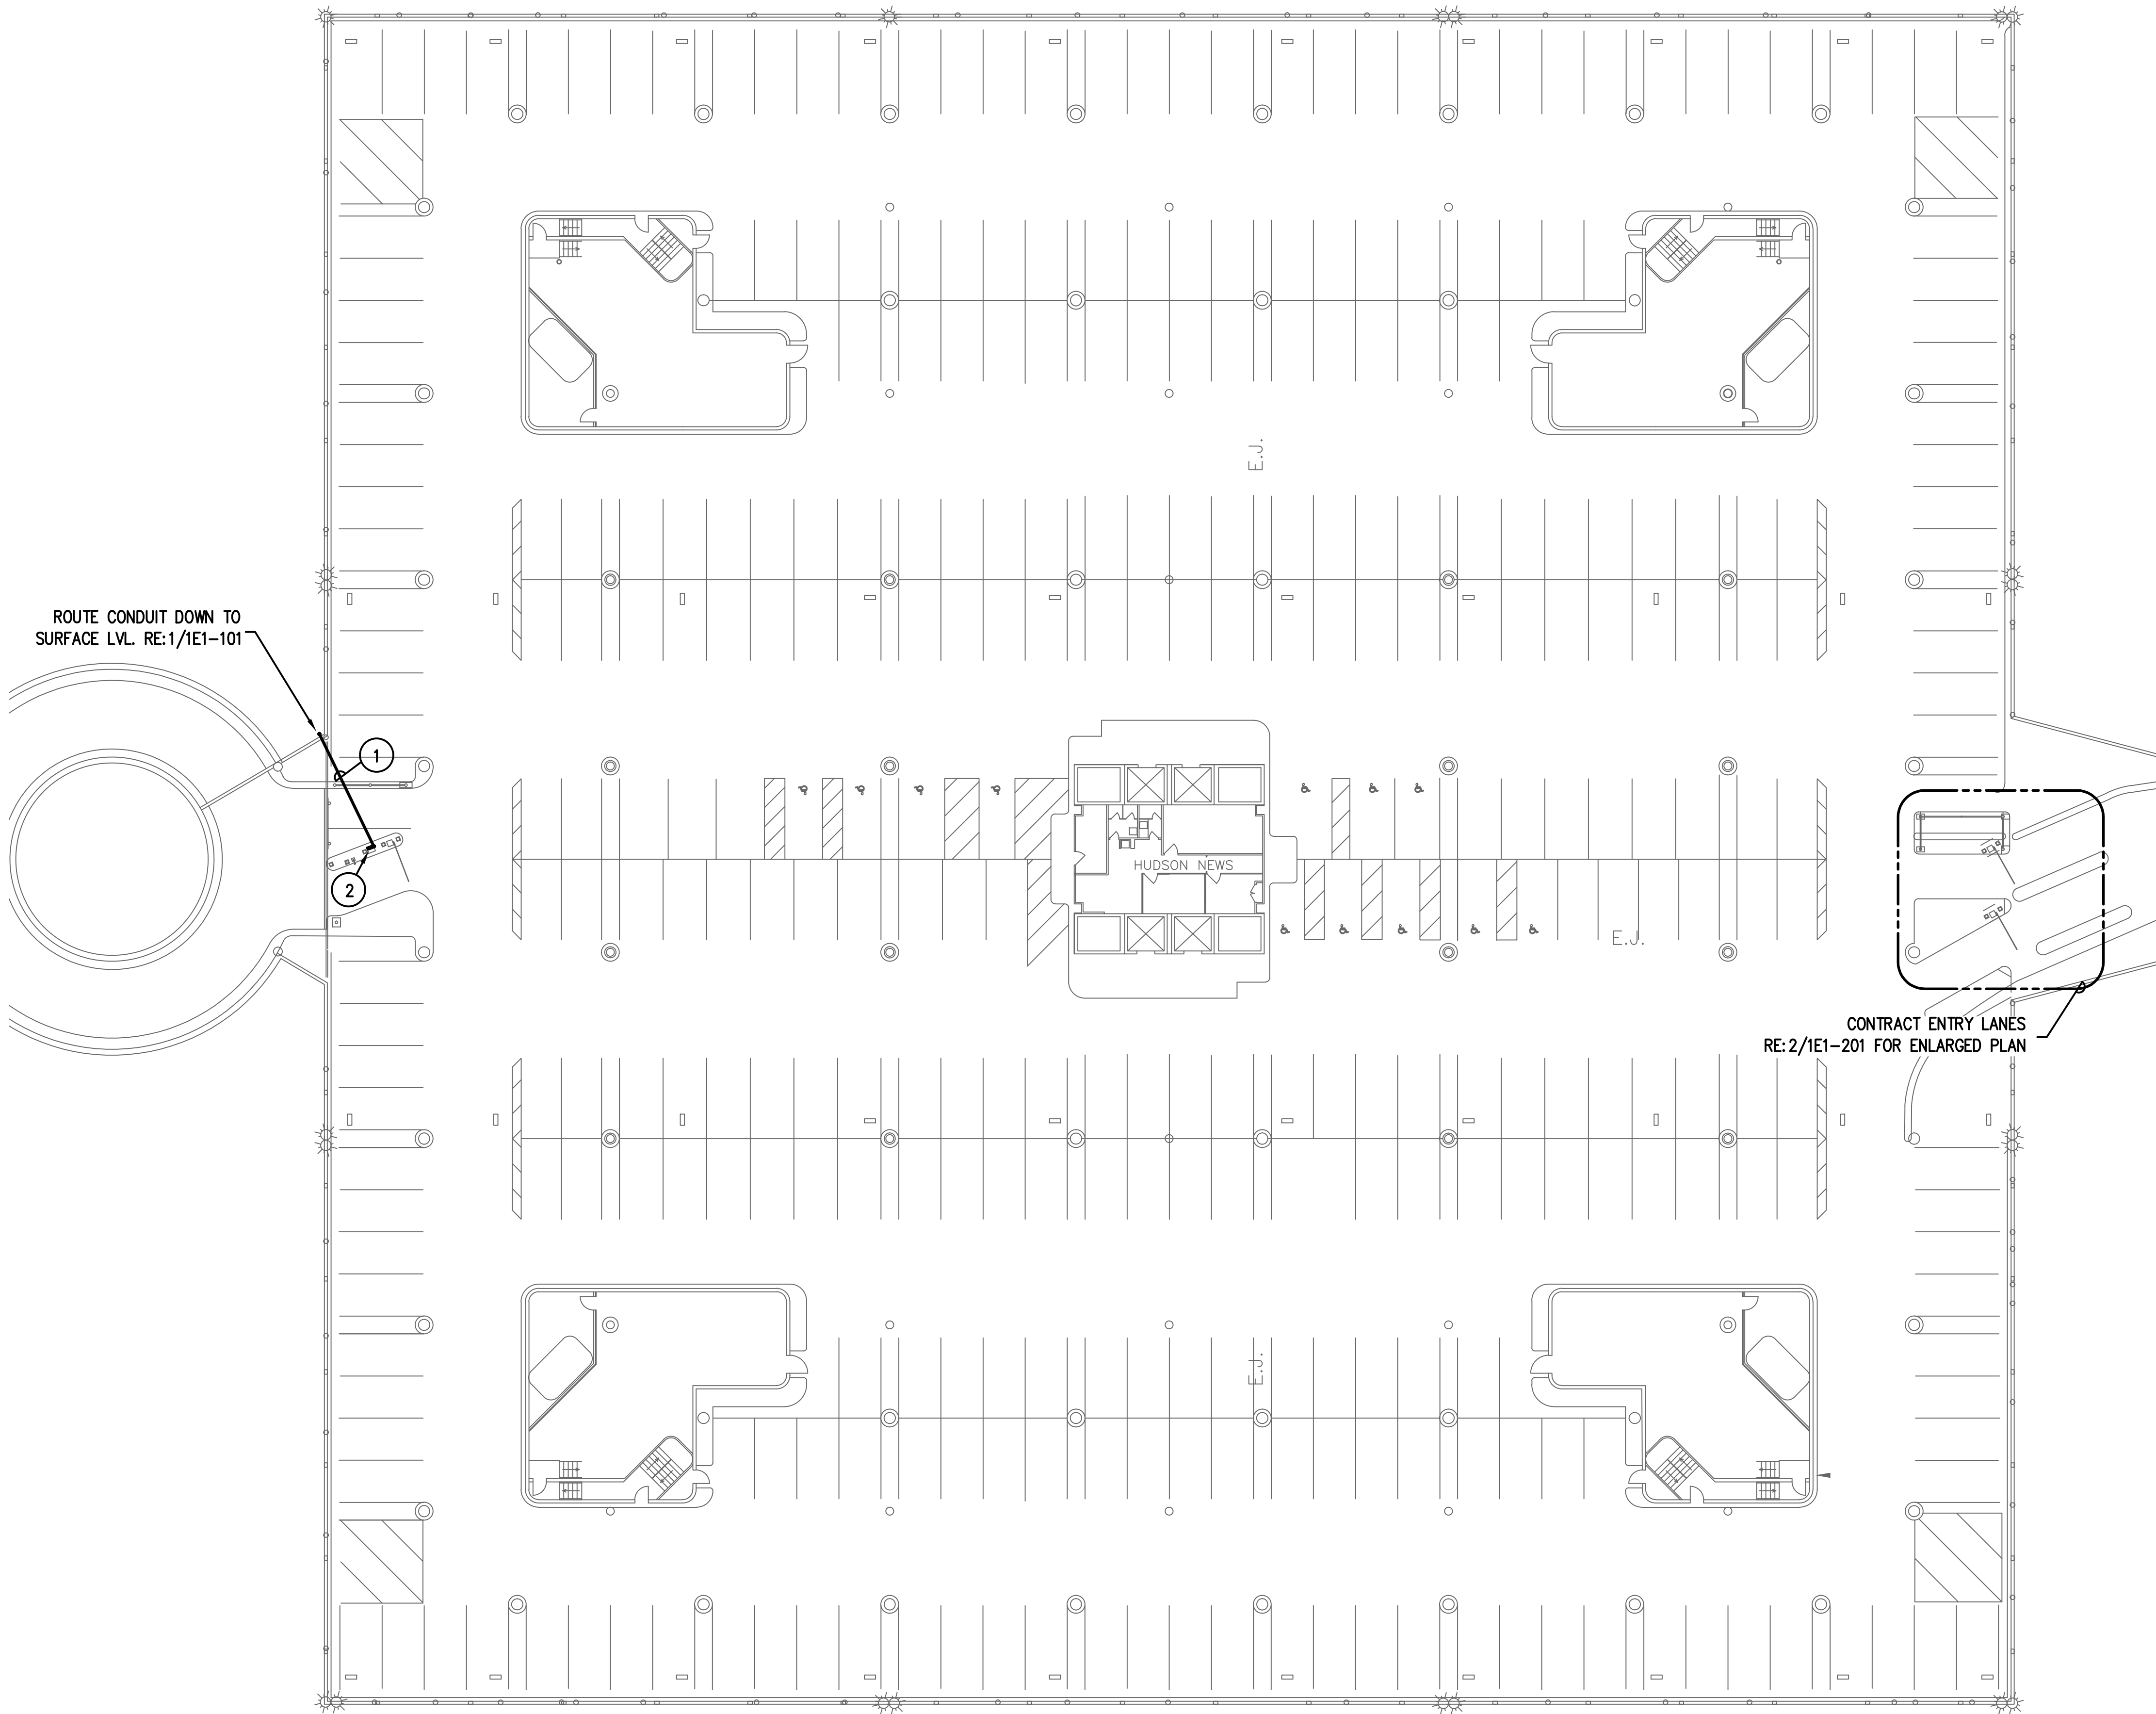 E.J.
ROUTE CONDUIT DOWN TO
SURFACE LVL. RE:1/1E1-101
1
2
HUDSON NEWS
E.J.
CONTRACT ENTRY LANES
RE:2/1E1-201 FOR ENLARGED PLAN
E.J.